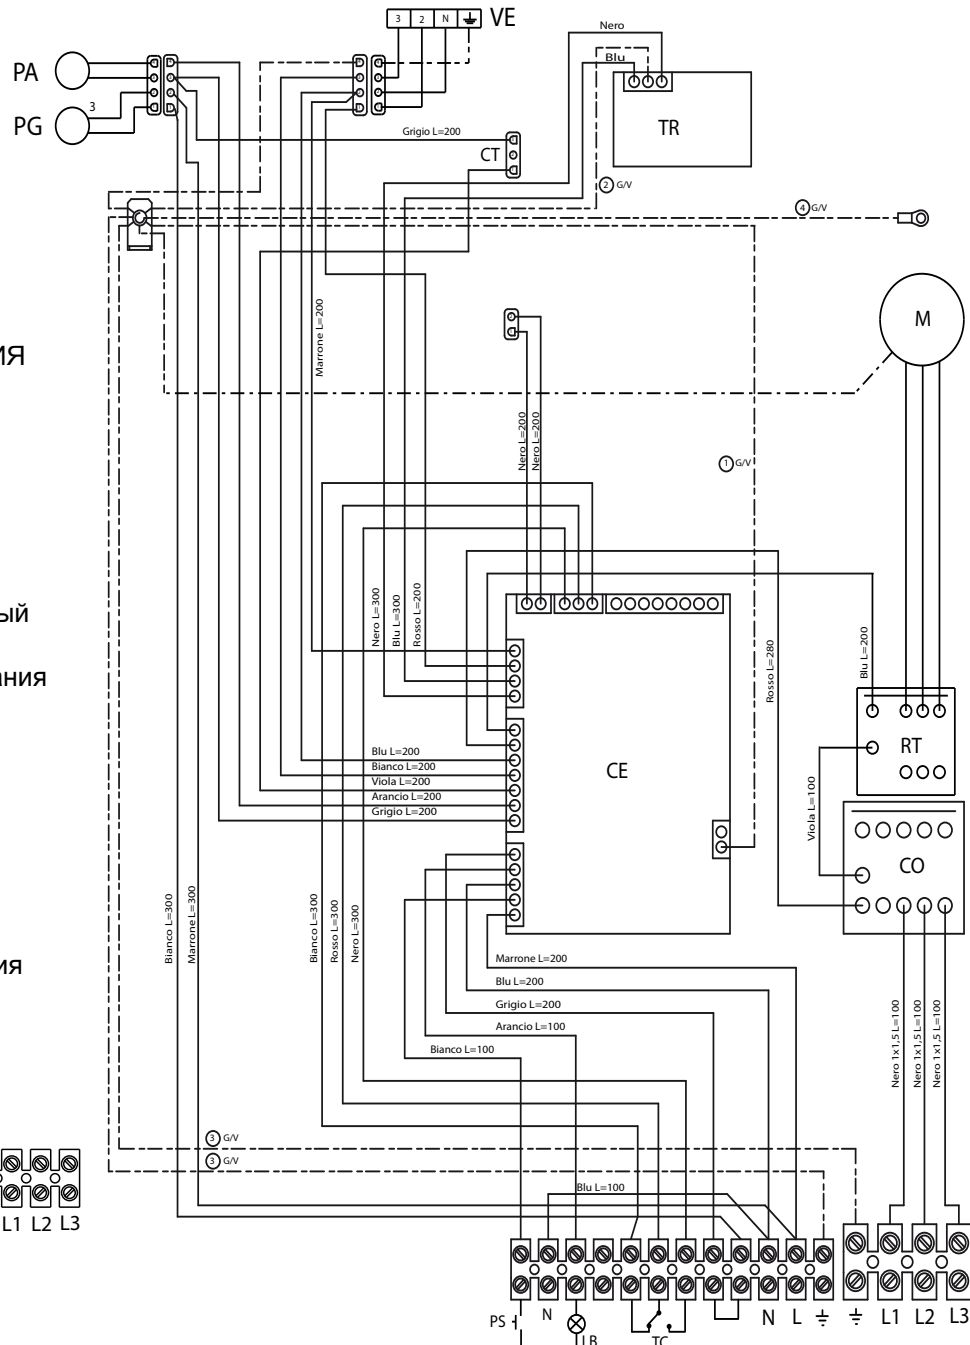 3 2 N VE
Nero
PA
Blu
3
PG
TR
Grigio L=200
CT
2 G/V
4 G/V
Marrone L=200
M
ия
Nero L=200
Nero L=200
1 G/V
ый
Nero L=300
Blu L=300
Rosso L=200
ания
Rosso L=280
Blu L=200
RT
Blu L=200
Bianco L=200
Viola L=200
Arancio L=200
Grigio L=200
CE
Viola L=100
CO
Bianco L=300
Marrone L=300
Bianco L=300
Rosso L=300
Nero L=300
ия
Marrone L=200
Blu L=200
Grigio L=200
Arancio L=100
Bianco L=100
Nero 1x1,5 L=100
Nero 1x1,5 L=100
Nero 1x1,5 L=100
3 G/V
3 G/V
Blu L=100
L1 L2 L3
PS N LB TC N L L1 L2 L3